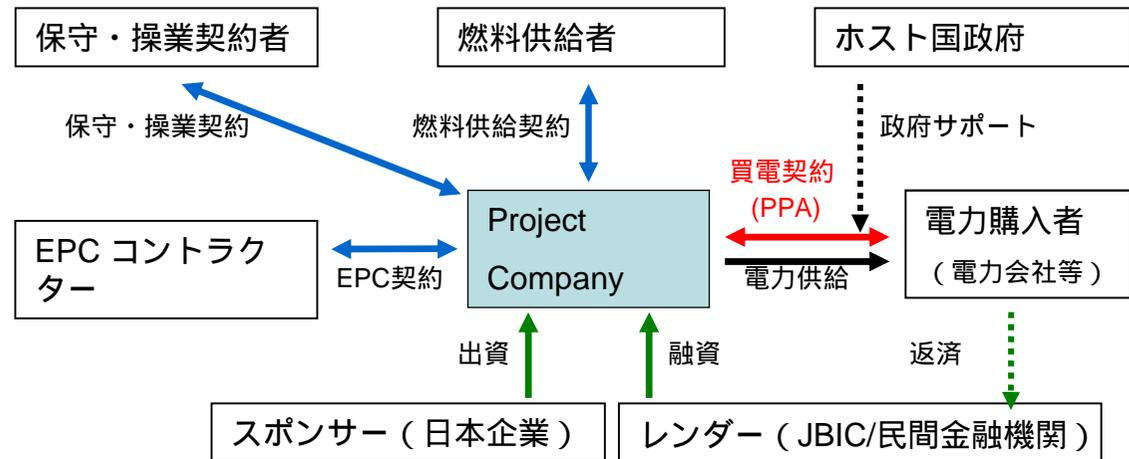 保守・操業契約者
燃料供給者
ホスト国政府
保守・操業契約
燃料供給契約
政府サポート
買電契約
(PPA)
EPC コントラク
ター
EPC契約
Project
Company
電力供給
電力購入者
(電力会社等)
出資
融資
返済
スポンサー(日本企業)
レンダー(JBIC/民間金融機関)